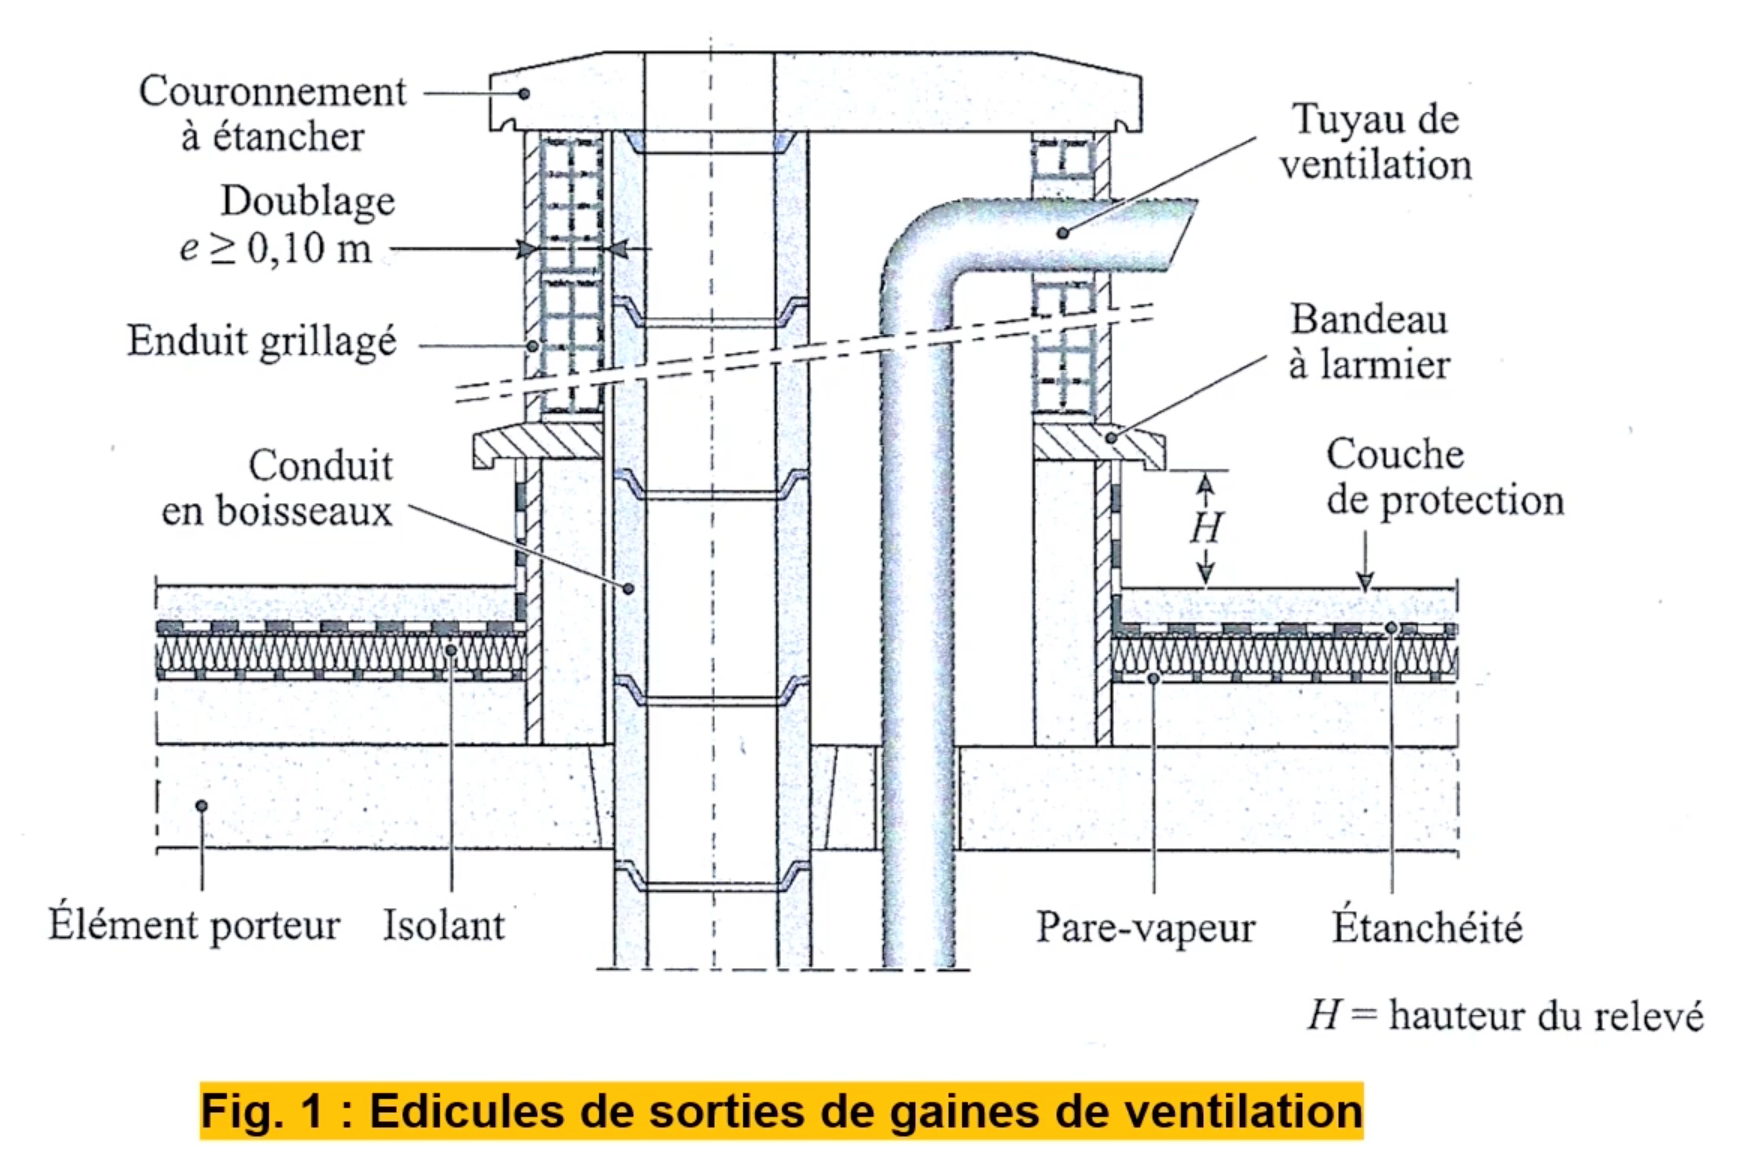 Couronnement
à étancher
Doublage
e ≥ 0,10 m
Enduit grillagé
Conduit
en boisseaux
Tuyau de
ventilation
Bandeau
à larmier
Couche
de protection
H
Élément porteur
Isolant
Pare-vapeur
Étanchéité
H = hauteur du relevé
Fig. 1 : Edicules de sorties de gaines de ventilation